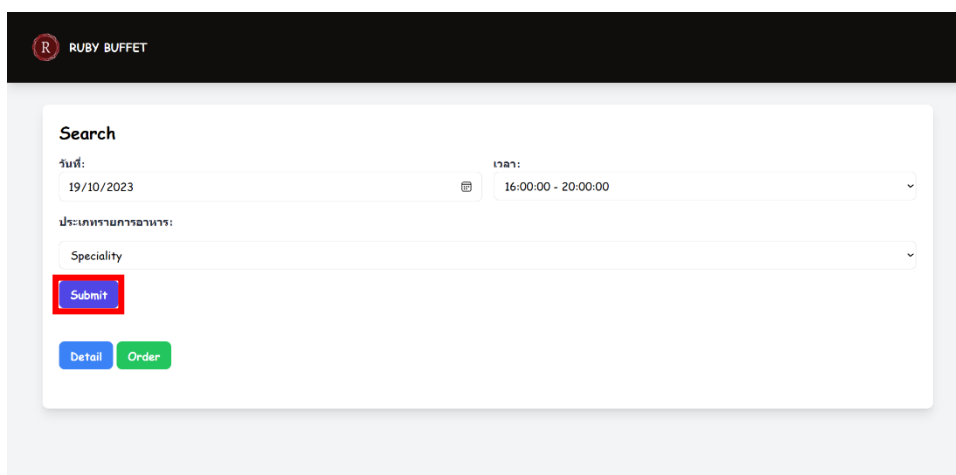 R RUBY BUFFET
Search
วันที่: เวลา:
19/10/2023 16:00:00 - 20:00:00
ประเภทรายการอาหาร:
Speciality
Submit
Detail Order